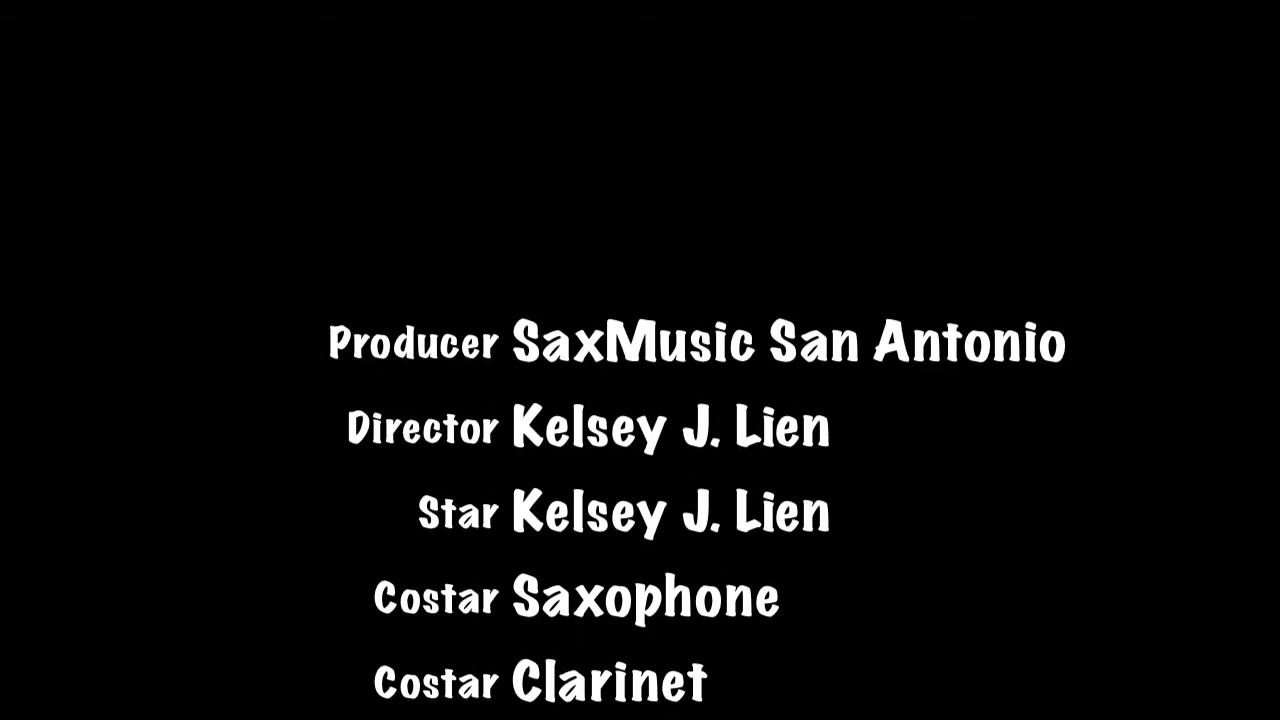 Producer SaxMusic San Antonio
Director Kelsey J. Lien
Star Kelsey J. Lien
Costar Saxophone
Costar Clarinet